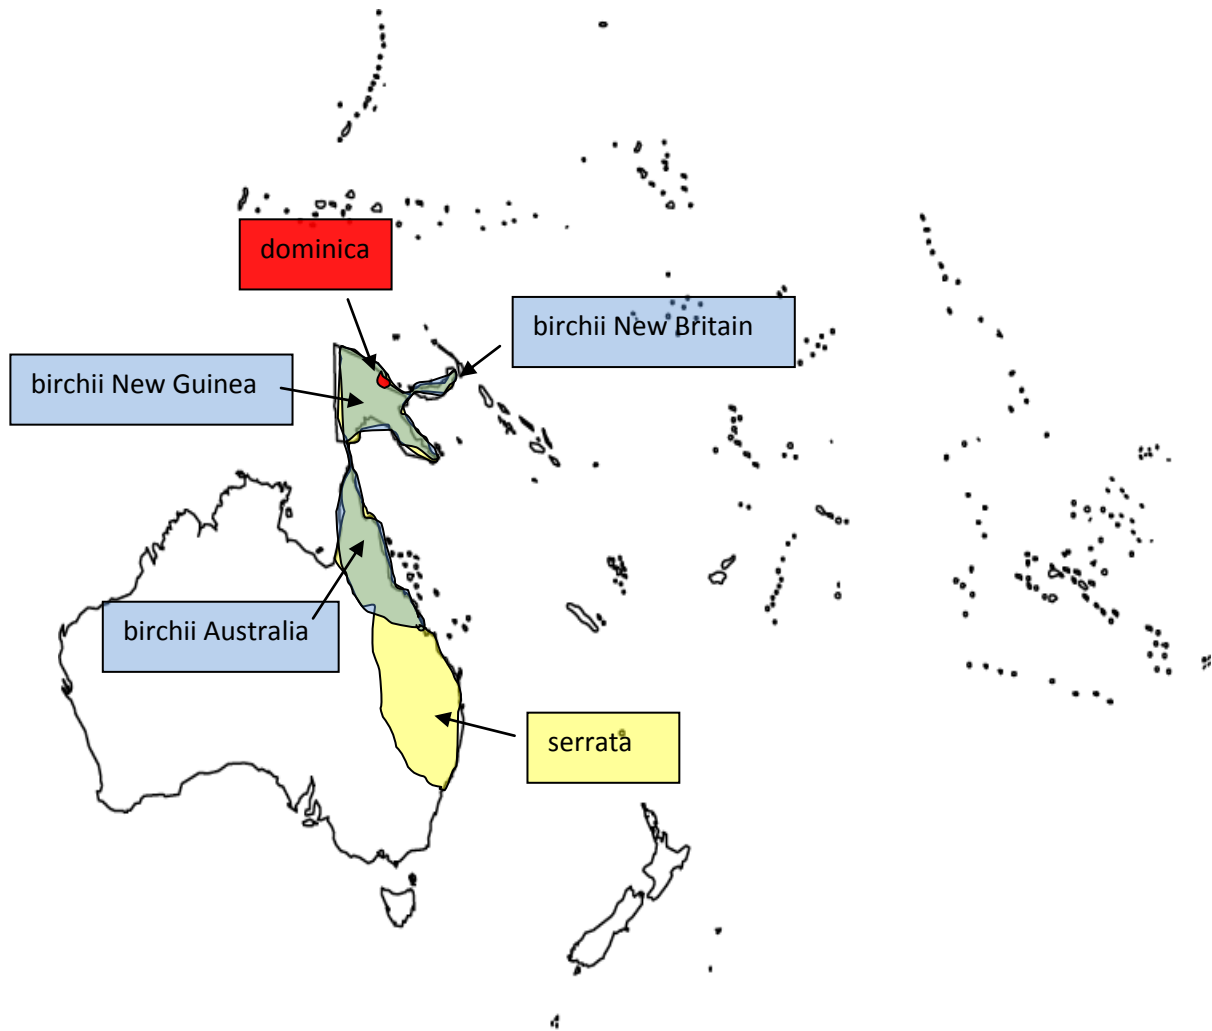 dominica
birchii New Britain
birchii New Guinea
birchii Australia
serrata